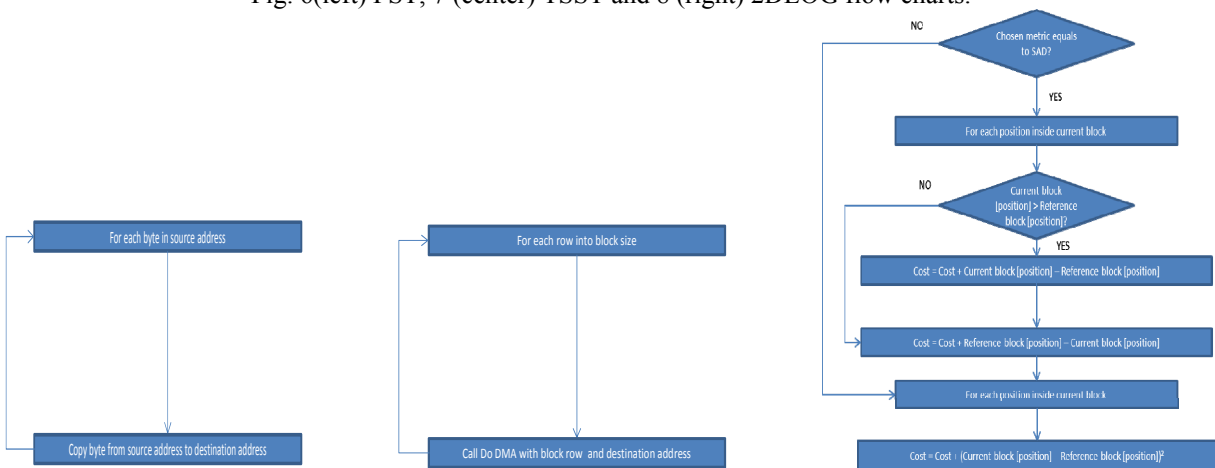 Fig. 6(left) FST, 7 (center) TSST and 8 (right) 2DLOG flow charts.
NO
Chosen metric equals
to SAD?
YES
For each position inside current block
NO
Current block
[position] > Reference
block [position]?
YES
Cost = Cost + Current block [position] – Reference block [position]
Cost = Cost + Reference block [position] – Current block [position]
For each position inside current block
Cost = Cost + (Current block [position] Reference block [position])²
For each byte in source address
Copy byte from source address to destination address
For each row into block size
Call Do DMA with block row and destination address